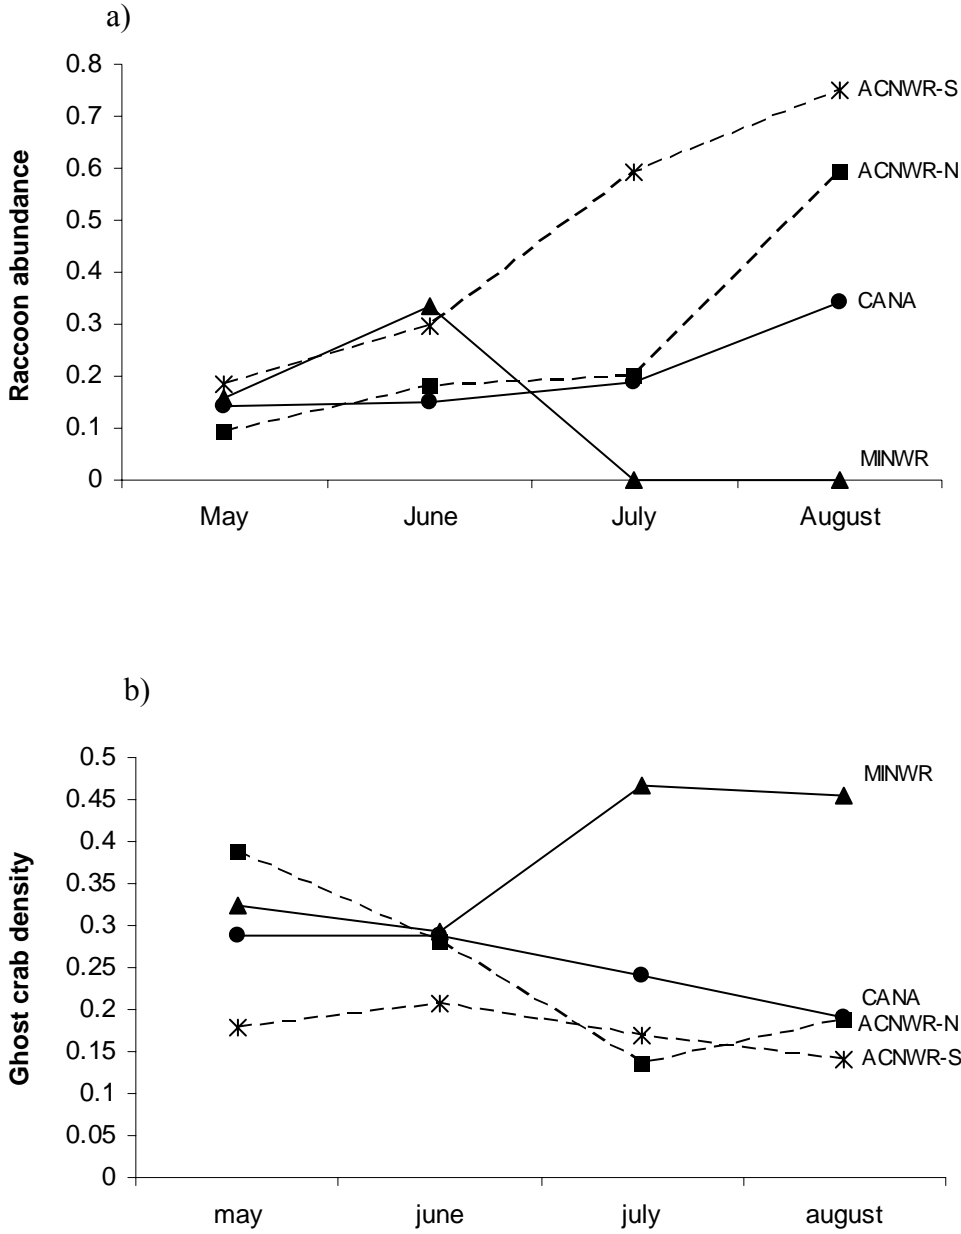 a)
0.8
ACNWR-S
0.7
Raccoon abundance
0.6
ACNWR-N
0.5
0.4
0.3
CANA
0.2
0.1
MINWR
0
May June July August
b)
0.5
MINWR
0.45
0.4
Ghost crab density
0.35
0.3
0.25
0.2
CANA
ACNWR-N
0.15
ACNWR-S
0.1
0.05
0
may june july august